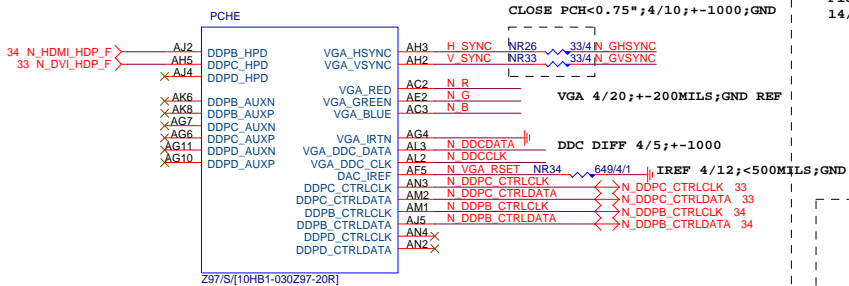 CLOSE PCH<0.75";4/10;+-1000;GND
14/
PCHE
34 N_HDMI_HDP_F AJ2 DDPB_HPD VGA_HSYNC AH3 H_SYNC NR26 33/4 N_GHSYNC
33 N_DVI_HDP_F AH5 DDPC_HPD VGA_VSYNC AH2 V_SYNC NR33 33/4 N_GVSYNC
AJ4 DDPD_HPD
VGA_RED AC2 N_R
AK6 DDPB_AUXN VGA_GREEN AE2 N_G VGA 4/20;+-200MILS;GND REF
AK8 DDPB_AUXP VGA_BLUE AC3 N_B
AG7 DDPC_AUXN
AG6 DDPC_AUXP VGA_IRTN AG4
AG11 DDPD_AUXN VGA_DDC_DATA AL3 N_DDCDATA DDC DIFF 4/5;+-1000
AG10 DDPD_AUXP VGA_DDC_CLK AL2 N_DDCCLK
DAC_IREF AF5 N_VGA_RSET NR34 649/4/1 IREF 4/12;<500MILS;GND
DDPC_CTRLCLK AN3 N_DDPC_CTRLCLK N_DDPC_CTRLCLK 33
DDPC_CTRLDATA AM2 N_DDPC_CTRLDATA N_DDPC_CTRLDATA 33
DDPB_CTRLCLK AM1 N_DDPB_CTRLCLK N_DDPB_CTRLCLK 34
DDPB_CTRLDATA AJ5 N_DDPB_CTRLDATA N_DDPB_CTRLDATA 34
DDPD_CTRLCLK AN4
DDPD_CTRLDATA AN2
Z97/S/[10HB1-030Z97-20R]